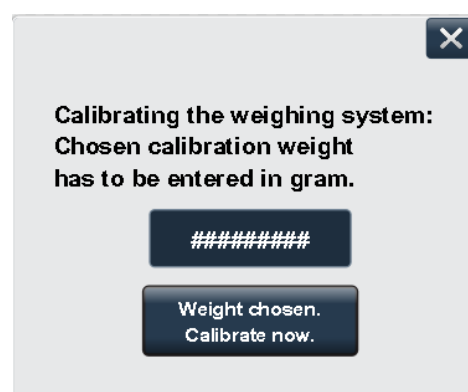 Calibrating the weighing system:
Chosen calibration weight
has to be entered in gram.
#########
Weight chosen.
Calibrate now.